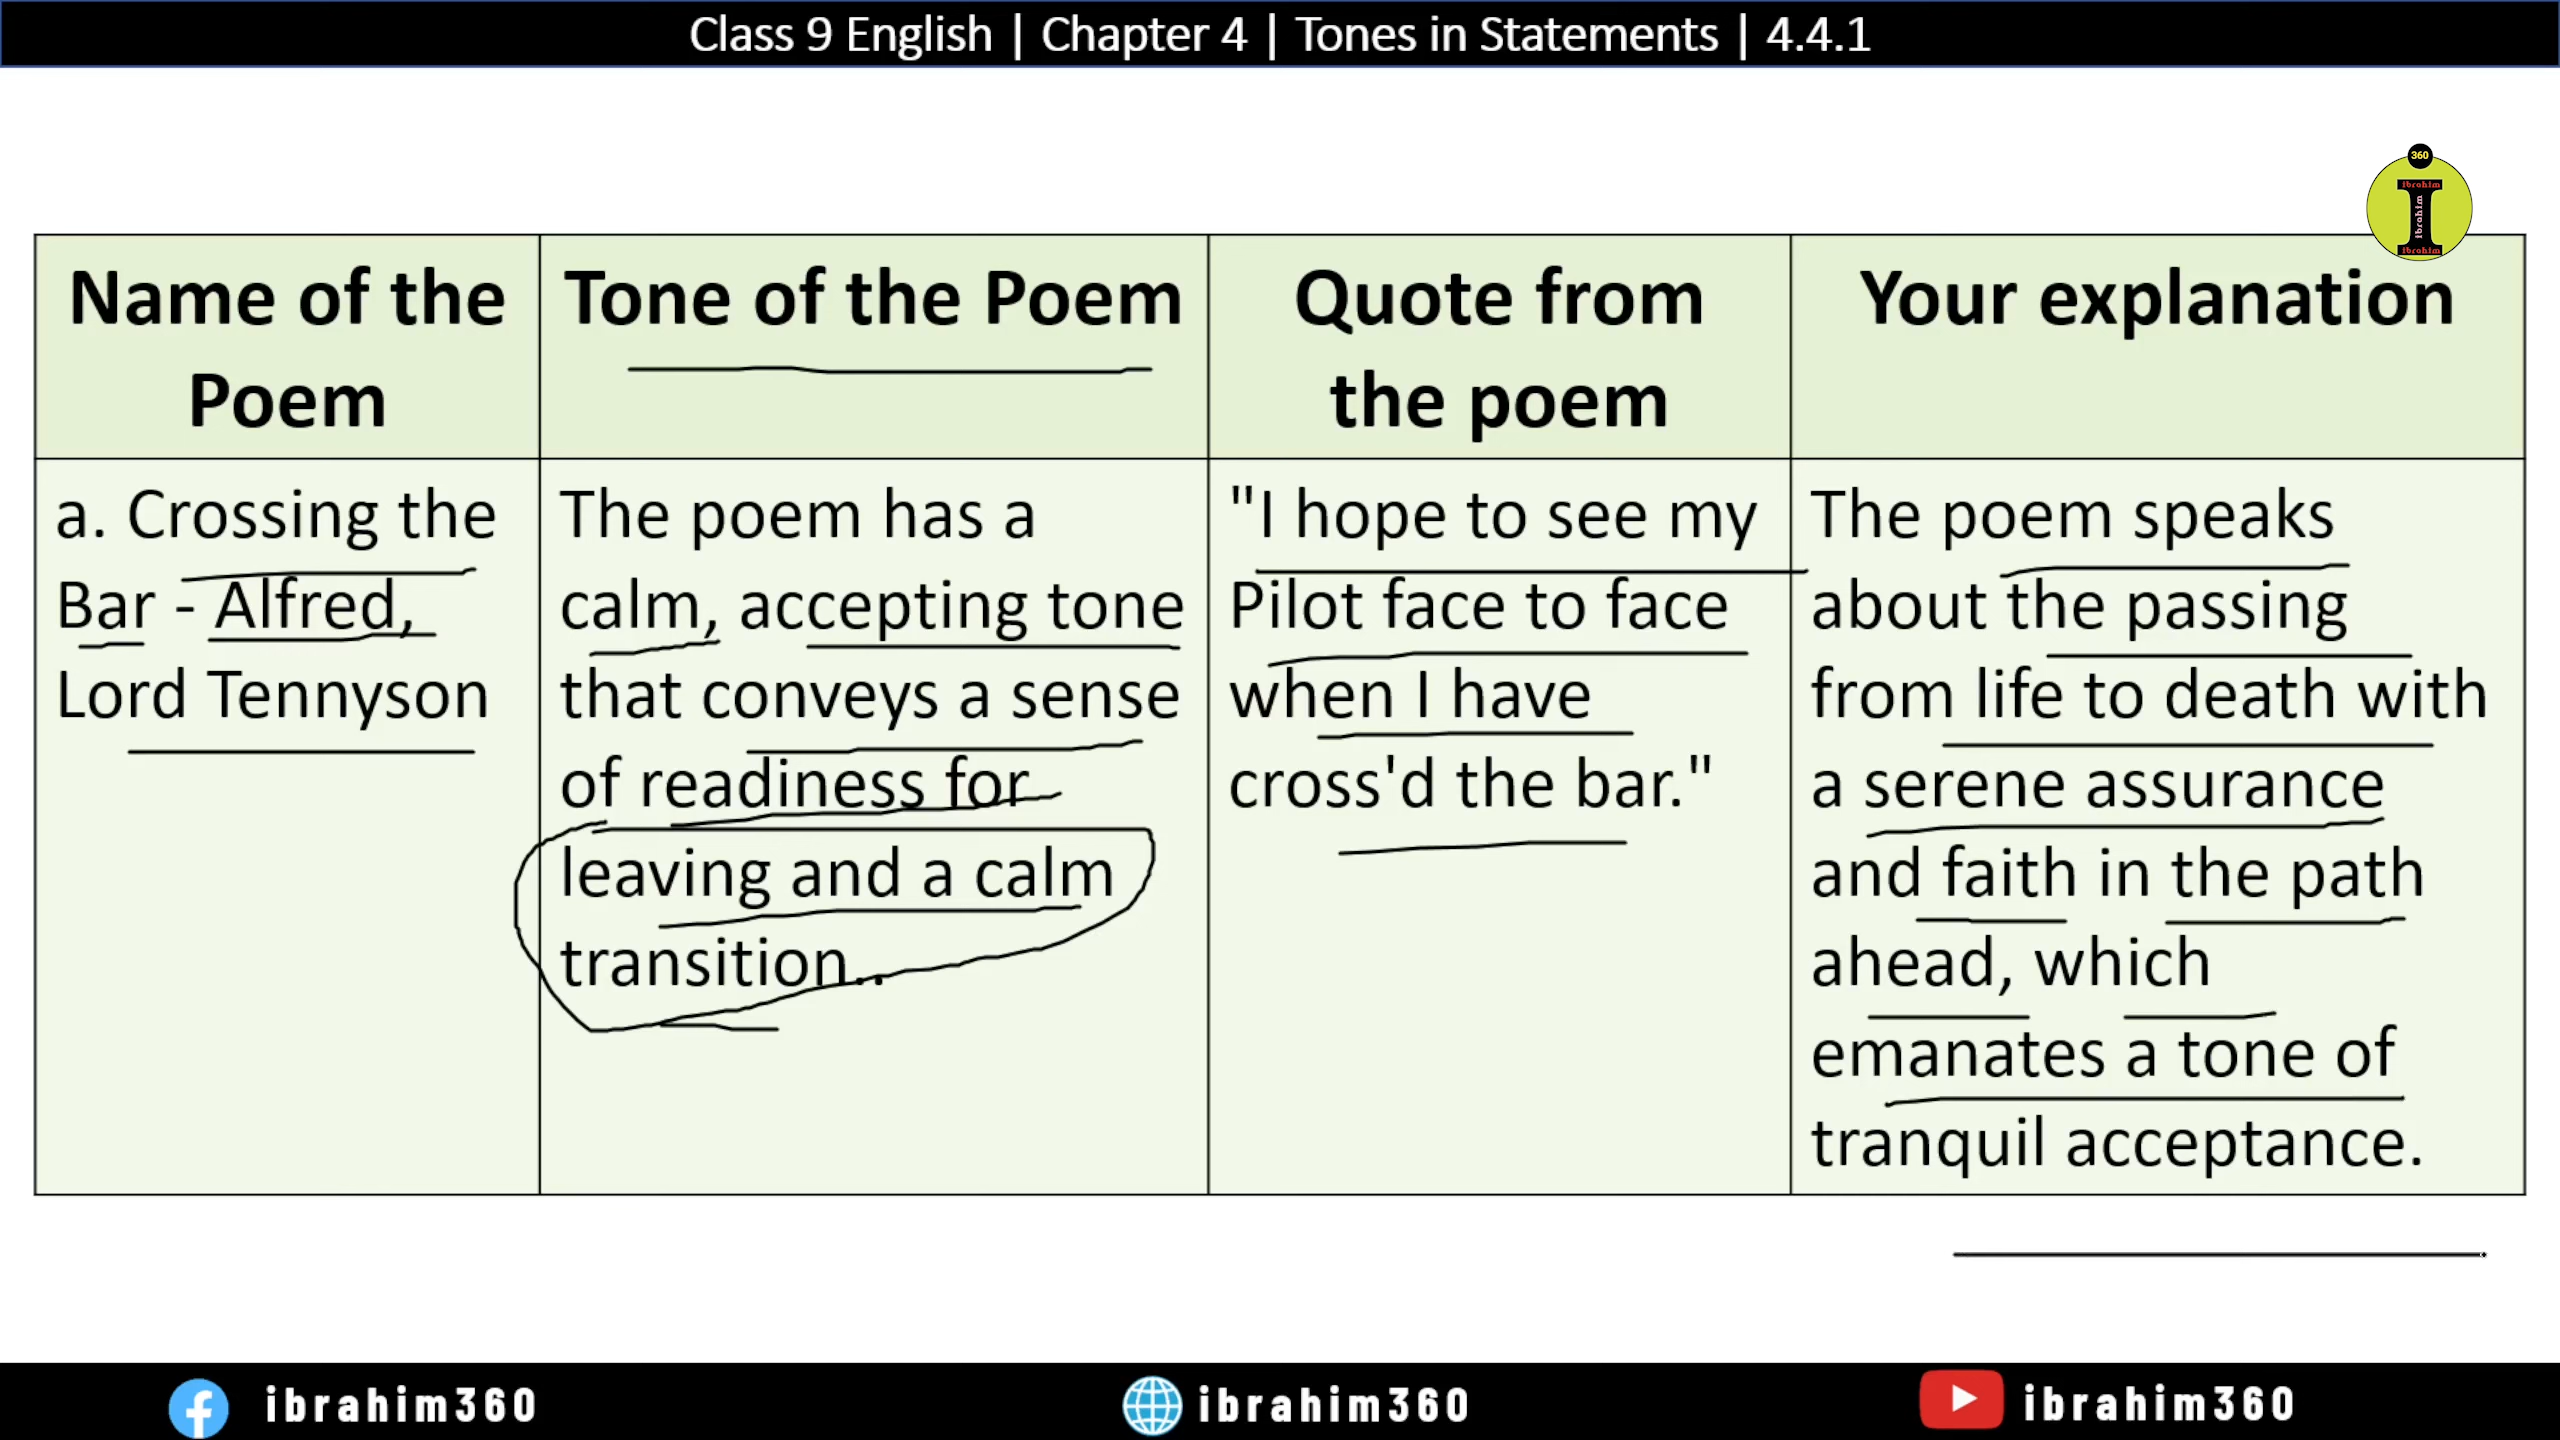 Class 9 English | Chapter 4 | Tones in Statements | 4.4.1
360
ibrahim
ibrahim
ibrahim
Name of the
Poem
Tone of the Poem
Quote from
the poem
Your explanation
a. Crossing the
Bar - Alfred,
Lord Tennyson
The poem has a
calm, accepting tone
that conveys a sense
of readiness for
leaving and a calm
transition..
"I hope to see my
Pilot face to face
when I have
cross'd the bar."
The poem speaks
about the passing
from life to death with
a serene assurance
and faith in the path
ahead, which
emanates a tone of
tranquil acceptance.
ibrahim360
ibrahim360
ibrahim360